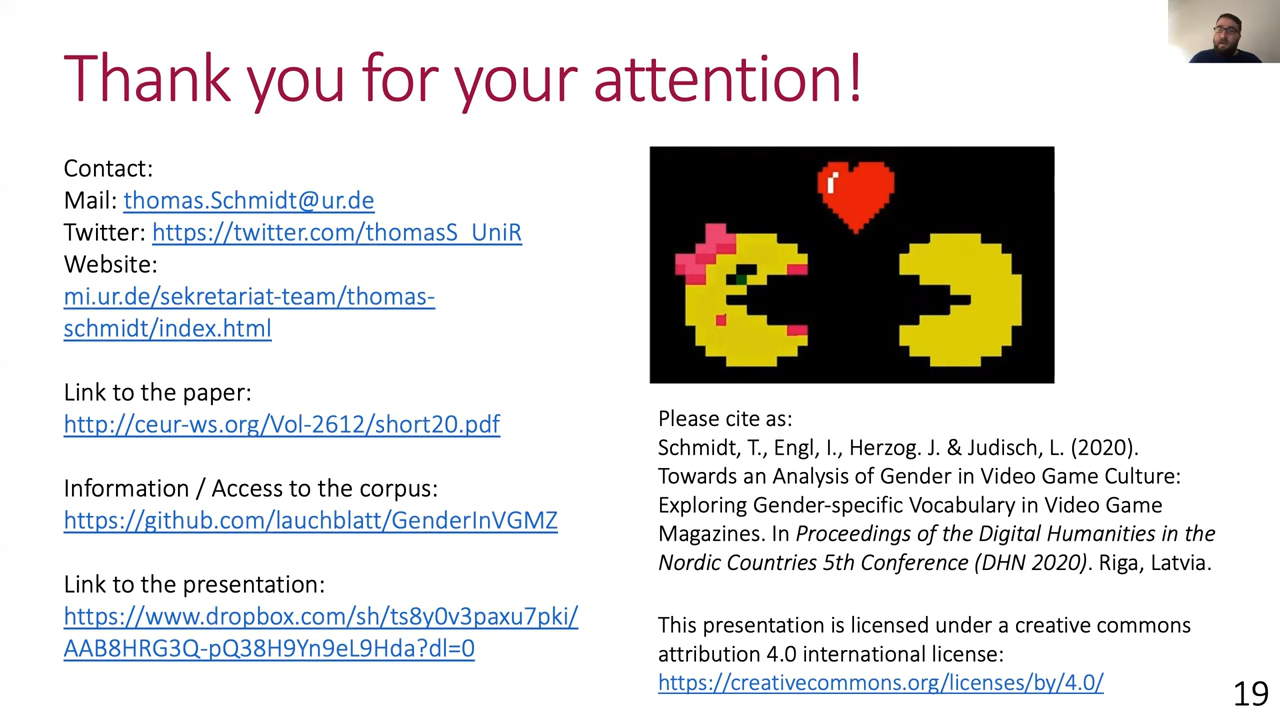 Thank you for your attention!
Contact:
Mail: thomas.Schmidt@ur.de
Twitter: https://twitter.com/thomasS_UniR
Website:
mi.ur.de/sekretariat-team/thomas-
schmidt/index.html
Link to the paper:
http://ceur-ws.org/Vol-2612/short20.pdf
Information / Access to the corpus:
https://github.com/lauchblatt/GenderInVGMZ
Link to the presentation:
https://www.dropbox.com/sh/ts8y0v3paxu7pki/
AAB8HRG3Q-pQ38H9Yn9eL9Hda?dl=0
Please cite as:
Schmidt, T., Engl, I., Herzog. J. & Judisch, L. (2020).
Towards an Analysis of Gender in Video Game Culture:
Exploring Gender-specific Vocabulary in Video Game
Magazines. In Proceedings of the Digital Humanities in the
Nordic Countries 5th Conference (DHN 2020). Riga, Latvia.
This presentation is licensed under a creative commons
attribution 4.0 international license:
https://creativecommons.org/licenses/by/4.0/
19